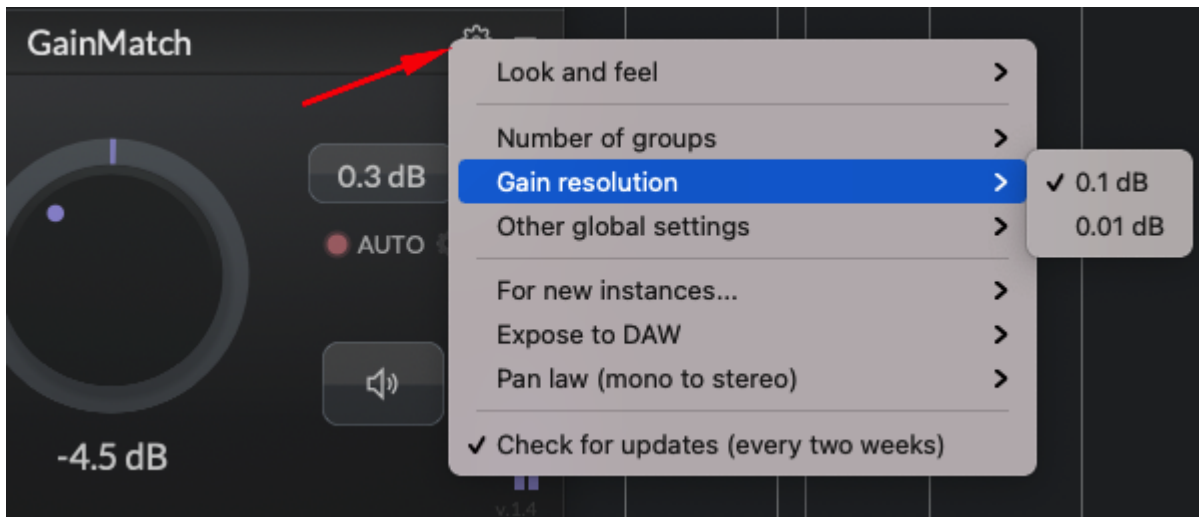 GainMatch
Look and feel
Number of groups
0.3 dB
Gain resolution
✓ 0.1 dB
Other global settings
0.01 dB
AUTO
For new instances...
Expose to DAW
Pan law (mono to stereo)
✓ Check for updates (every two weeks)
-4.5 dB
v.1.4